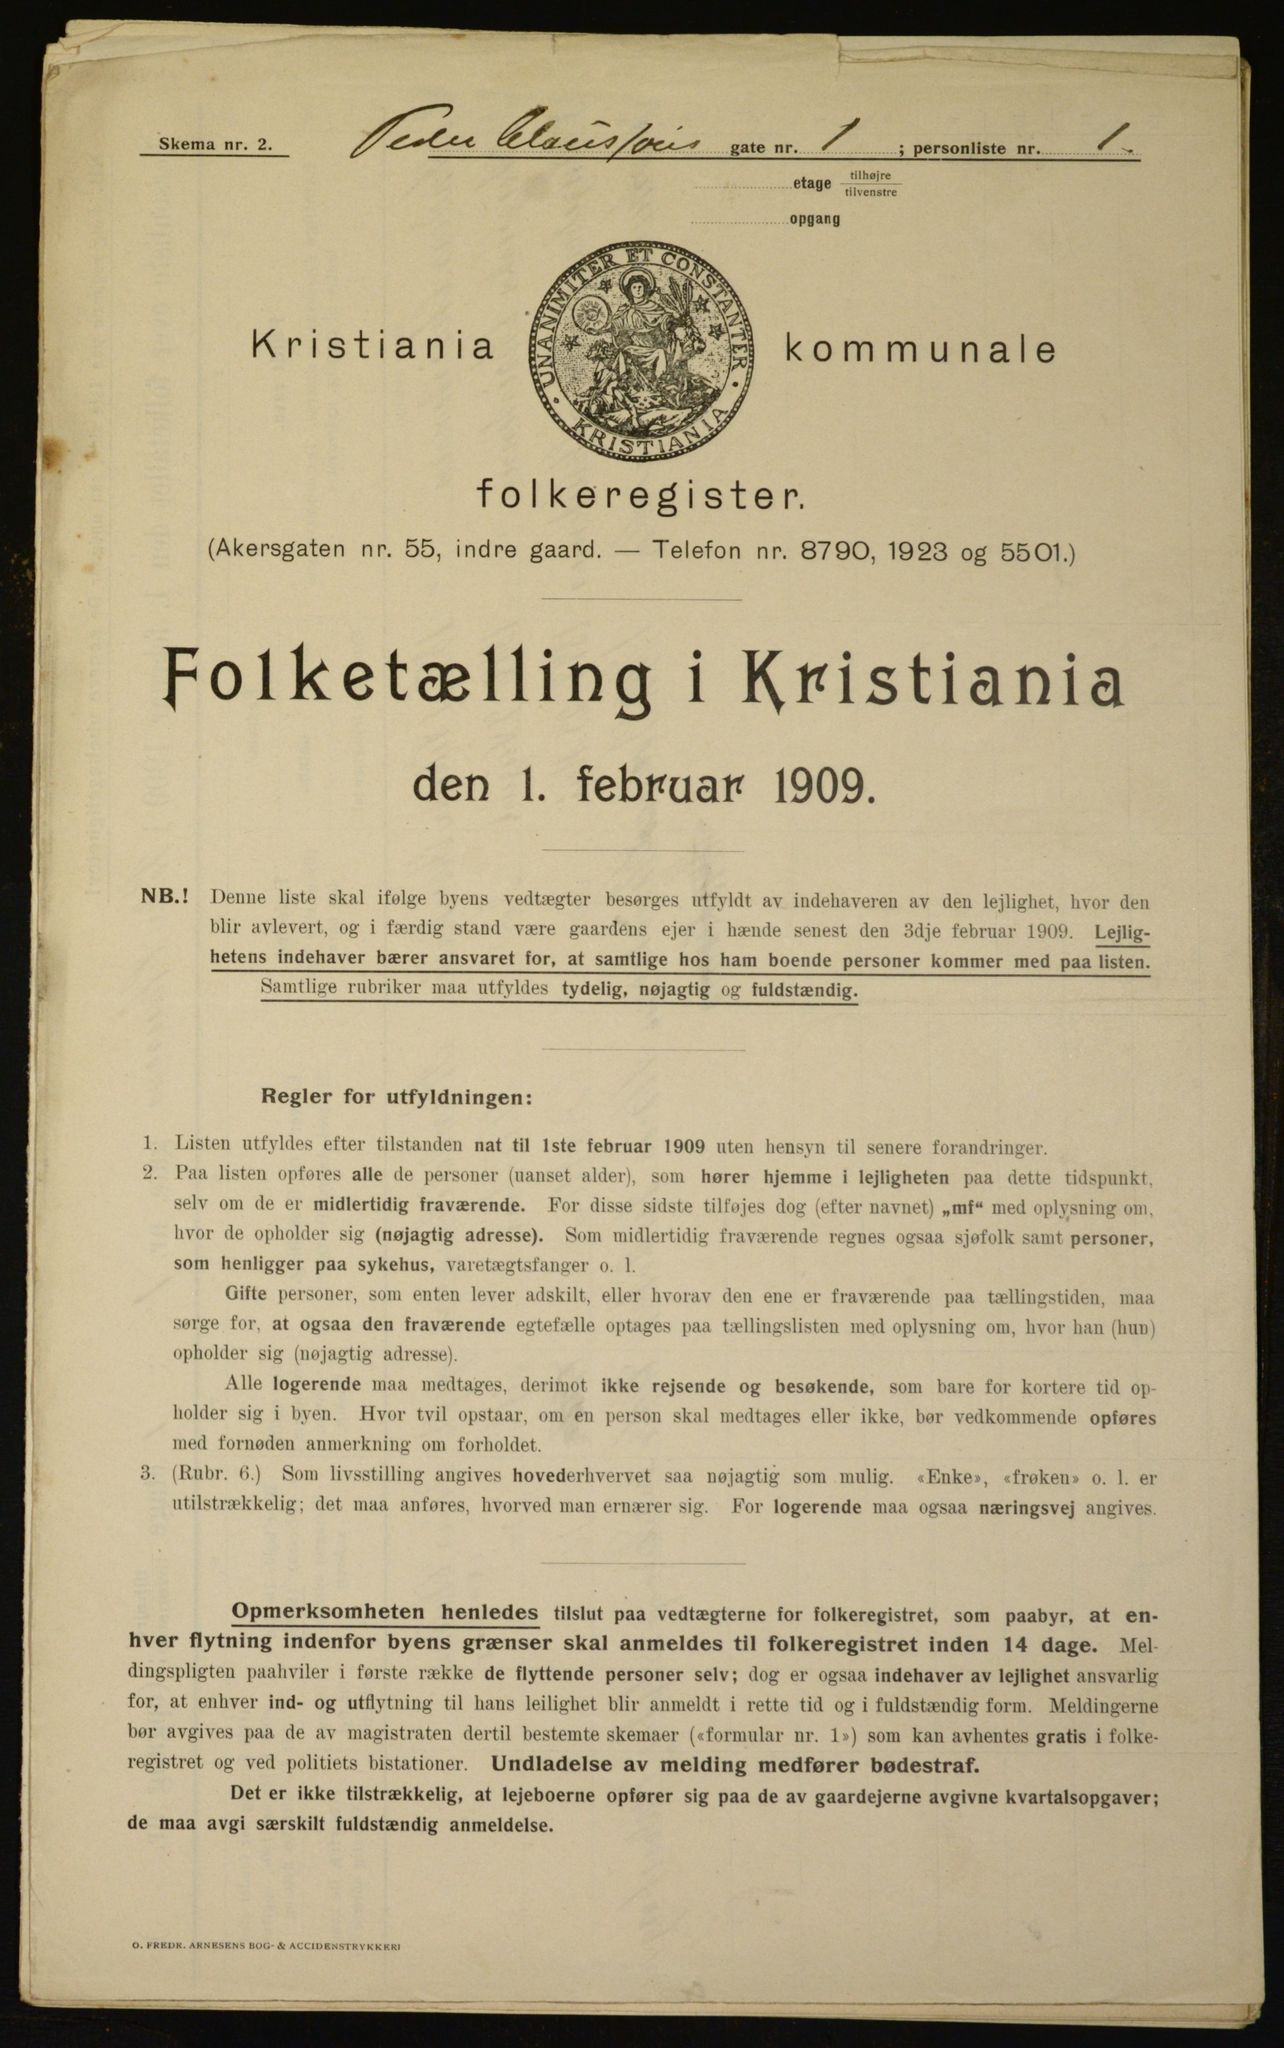 Skema nr. 2. Peder Clausføns gate nr. 1 ; personliste nr. 1.
etage tilhøjre
tilvenstre
opgang
UNANIMITER ET CONSTANTER
KRISTIANIA
Kristiania kommunale
folkeregister.
(Akersgaten nr. 55, indre gaard. — Telefon nr. 8790, 1923 og 5501.)
Folketælling i Kristiania
den 1. februar 1909.
NB.! Denne liste skal ifølge byens vedtægter besørges utfyldt av indehaveren av den lejlighet, hvor den
blir avlevert, og i færdig stand være gaardens ejer i hænde senest den 3dje februar 1909. Lejlig-
hetens indehaver bærer ansvaret for, at samtlige hos ham boende personer kommer med paa listen.
Samtlige rubriker maa utfyldes tydelig, nøjagtig og fuldstændig.
Regler for utfyldningen:
1. Listen utfyldes efter tilstanden nat til 1ste februar 1909 uten hensyn til senere forandringer.
2. Paa listen opføres alle de personer (uanset alder), som hører hjemme i lejligheten paa dette tidspunkt,
selv om de er midlertidig fraværende. For disse sidste tilføjes dog (efter navnet) „mf“ med oplysning om,
hvor de opholder sig (nøjagtig adresse). Som midlertidig fraværende regnes ogsaa sjøfolk samt personer,
som henligger paa sykehus, varetægtsfanger o. l.
Gifte personer, som enten lever adskilt, eller hvorav den ene er fraværende paa tællingstiden, maa
sørge for, at ogsaa den fraværende egtefælle optages paa tællingslisten med oplysning om, hvor han (hun)
opholder sig (nøjagtig adresse).
Alle logerende maa medtages, derimot ikke rejsende og besøkende, som bare for kortere tid op-
holder sig i byen. Hvor tvil opstaar, om en person skal medtages eller ikke, bør vedkommende opføres
med fornøden anmerkning om forholdet.
3. (Rubr. 6.) Som livsstilling angives hovederhvervet saa nøjagtig som mulig. «Enke», «frøken» o. l. er
utilstrækkelig; det maa anføres, hvorved man ernærer sig. For logerende maa ogsaa næringsvej angives.
Opmerksomheten henledes tilslut paa vedtægterne for folkeregistret, som paabyr, at en-
hver flytning indenfor byens grænser skal anmeldes til folkeregistret inden 14 dage. Mel-
dingspligten paahviler i første række de flyttende personer selv; dog er ogsaa indehaver av lejlighet ansvarlig
for, at enhver ind- og utflytning til hans leilighet blir anmeldt i rette tid og i fuldstændig form. Meldingerne
bør avgives paa de av magistraten dertil bestemte skemaer («formular nr. 1») som kan avhentes gratis i folke-
registret og ved politiets bistationer. Undladelse av melding medfører bødestraf.
Det er ikke tilstrækkelig, at lejeboerne opfører sig paa de av gaardejerne avgivne kvartalsopgaver;
de maa avgi særskilt fuldstændig anmeldelse.
O. FREDR. ARNESENS BOG- & ACCIDENSTRYKKERI